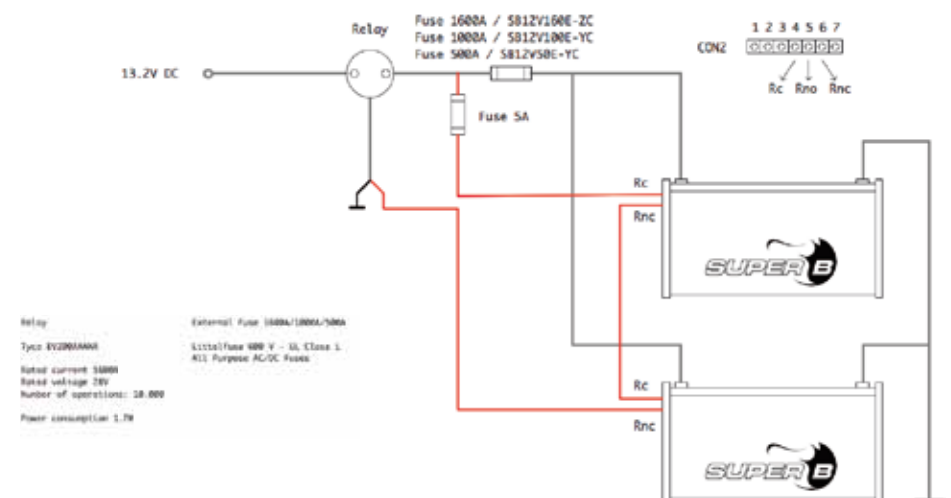 Relay
Fuse 1600A / SB12V160E-ZC
Fuse 1000A / SB12V100E-YC
Fuse 500A / SB12V50E-YC
1 2 3 4 5 6 7
CON2
Rc Rno Rnc
13.2V DC
Fuse 5A
Rc
Rnc
SUPER B
Relay
External Fuse 1600A/1000A/500A
Tyco
Littelfuse 600 V - UL Class L
All Purpose AC/DC Fuses
Rated current
Rated voltage 28V
Number of operations: 10.000
Power consumption 1.7W
Rc
Rnc
SUPER B